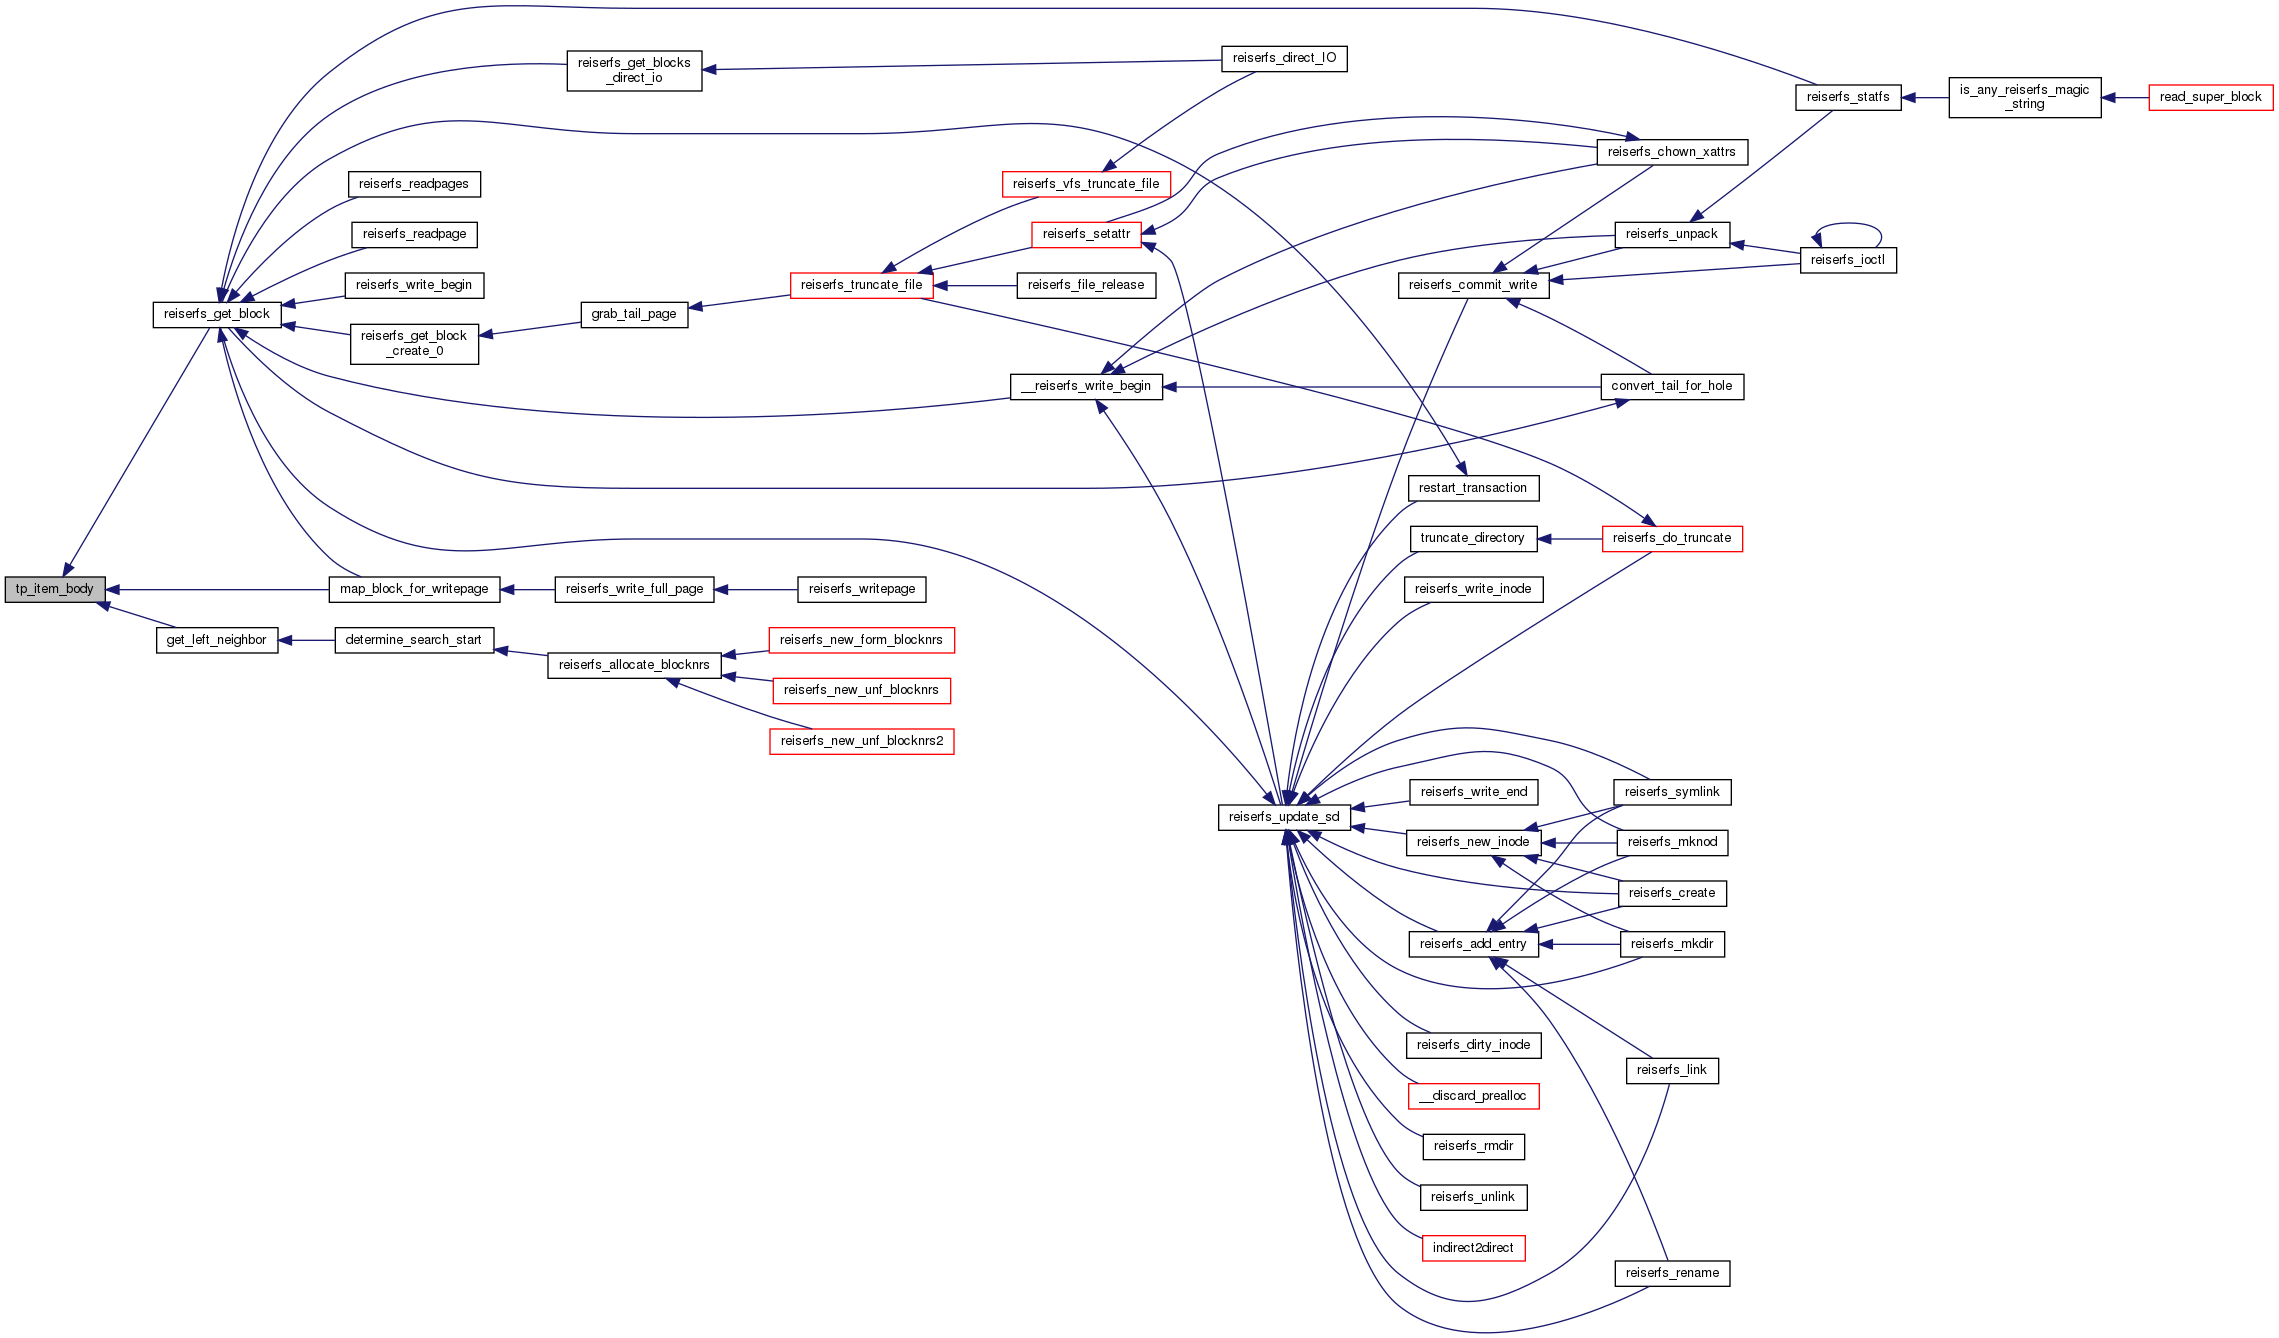 reiserfs_get_blocks
_direct_io
reiserfs_direct_IO
reiserfs_statfs
is_any_reiserfs_magic
_string
read_super_block
reiserfs_chown_xattrs
reiserfs_readpages
reiserfs_vfs_truncate_file
reiserfs_readpage
reiserfs_setattr
reiserfs_unpack
reiserfs_ioctl
reiserfs_write_begin
reiserfs_truncate_file
reiserfs_file_release
reiserfs_commit_write
reiserfs_get_block
grab_tail_page
reiserfs_get_block
_create_0
__reiserfs_write_begin
convert_tail_for_hole
restart_transaction
truncate_directory
reiserfs_do_truncate
tp_item_body
map_block_for_writepage
reiserfs_write_full_page
reiserfs_writepage
reiserfs_write_inode
get_left_neighbor
determine_search_start
reiserfs_new_form_blocknrs
reiserfs_allocate_blocknrs
reiserfs_new_unf_blocknrs
reiserfs_new_unf_blocknrs2
reiserfs_write_end
reiserfs_symlink
reiserfs_update_sd
reiserfs_new_inode
reiserfs_mknod
reiserfs_create
reiserfs_add_entry
reiserfs_mkdir
reiserfs_dirty_inode
reiserfs_link
__discard_prealloc
reiserfs_rmdir
reiserfs_unlink
indirect2direct
reiserfs_rename